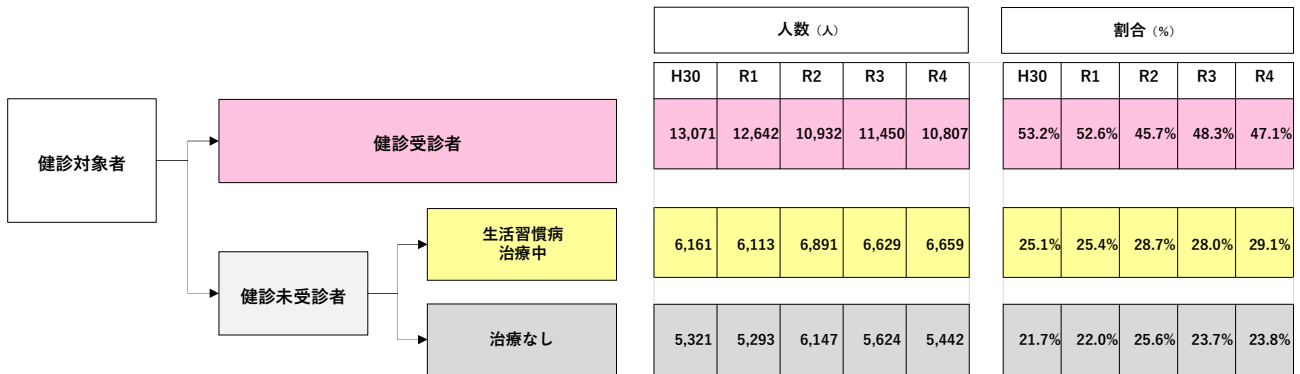 人数（人） 割合（%）
H30 R1 R2 R3 R4 H30 R1 R2 R3 R4
健診対象者
健診受診者
13,071 12,642 10,932 11,450 10,807 53.2% 52.6% 45.7% 48.3% 47.1%
生活習慣病
治療中
6,161 6,113 6,891 6,629 6,659 25.1% 25.4% 28.7% 28.0% 29.1%
健診未受診者
治療なし
5,321 5,293 6,147 5,624 5,442 21.7% 22.0% 25.6% 23.7% 23.8%